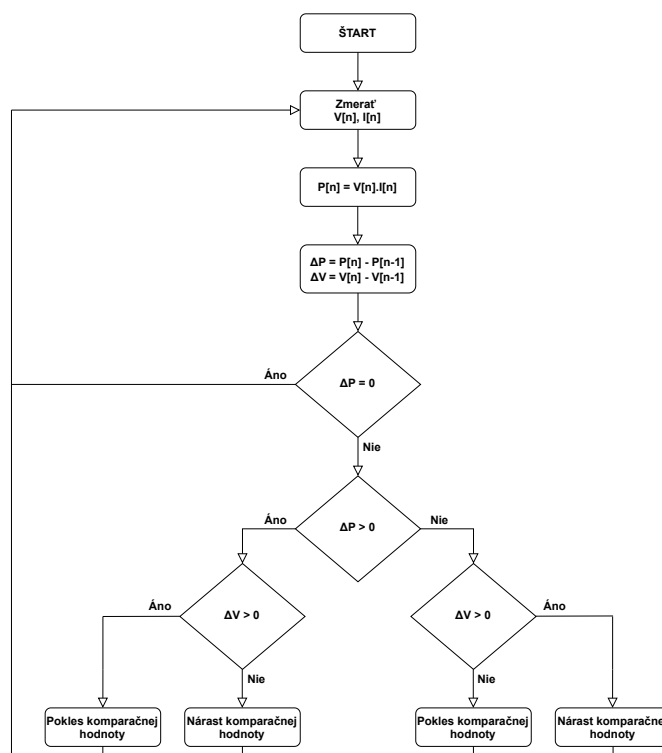 ŠTART
Zmerať
V[n], I[n]
P[n] = V[n].I[n]
ΔP = P[n] - P[n-1]
ΔV = V[n] - V[n-1]
Áno
ΔP = 0
Nie
Áno
ΔP > 0
Nie
Áno
ΔV > 0
Nie
ΔV > 0
Áno
Nie
Pokles komparačnej
hodnoty
Nárast komparačnej
hodnoty
Pokles komparačnej
hodnoty
Nárast komparačnej
hodnoty